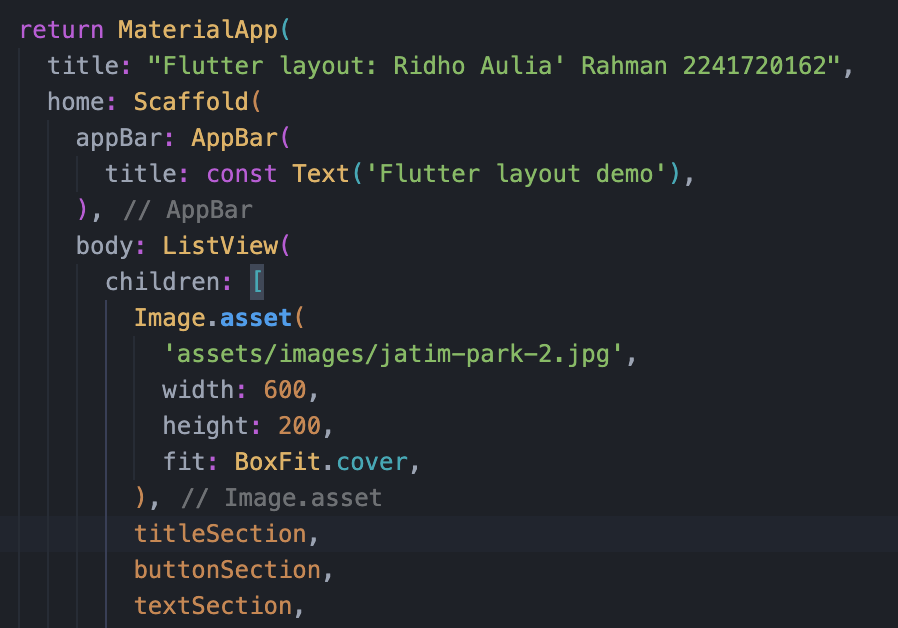 return MaterialApp(
title: "Flutter layout: Ridho Aulia' Rahman 2241720162",
home: Scaffold(
appBar: AppBar(
title: const Text('Flutter layout demo'),
), // AppBar
body: ListView(
children: [
Image.asset(
'assets/images/jatim-park-2.jpg',
width: 600,
height: 200,
fit: BoxFit.cover,
), // Image.asset
titleSection,
buttonSection,
textSection,